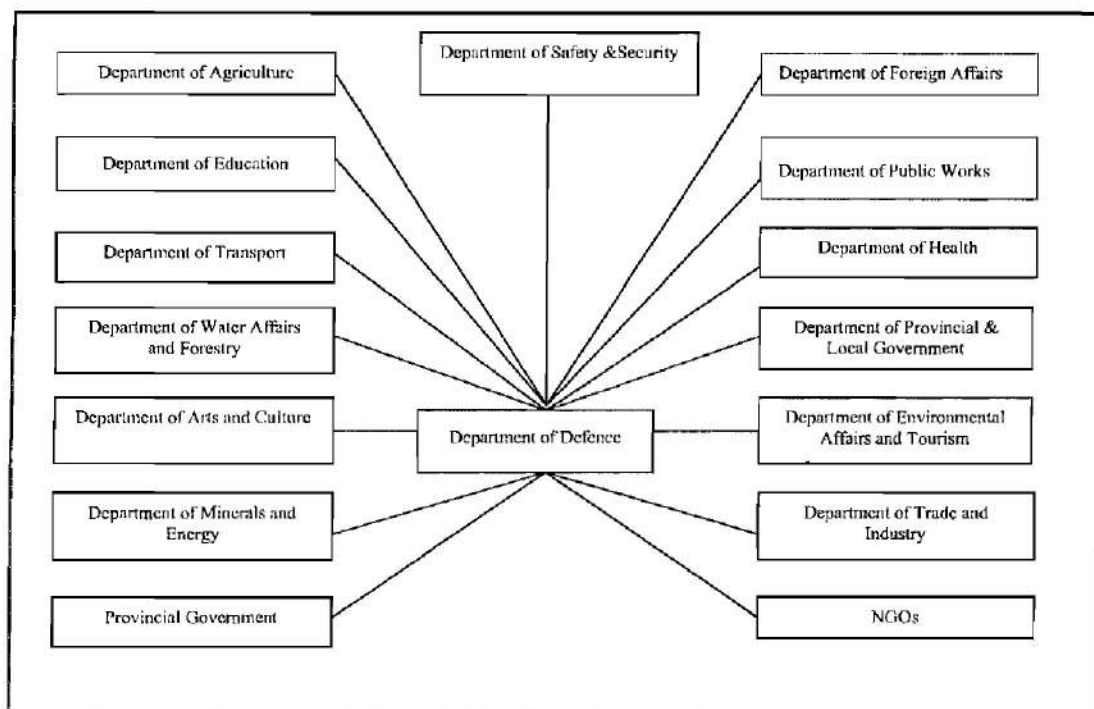 Department of Safety &Security
Department of Agriculture
Department of Foreign Affairs
Department of Education
Department of Public Works
Department of Transport
Department of Health
Department of Water Affairs
and Forestry
Department of Provincial &
Local Government
Department of Arts and Culture
Department of Defence
Department of Environmental
Affairs and Tourism
Department of Minerals and
Energy
Department of Trade and
Industry
Provincial Government
NGOs